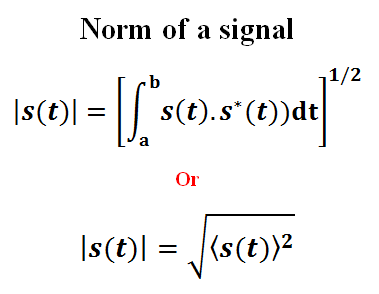 Norm of a signal
|s(t)| = [∫ₐᵇ s(t).s*(t))dt]^1/2
Or
|s(t)| = √⟨s(t)⟩²